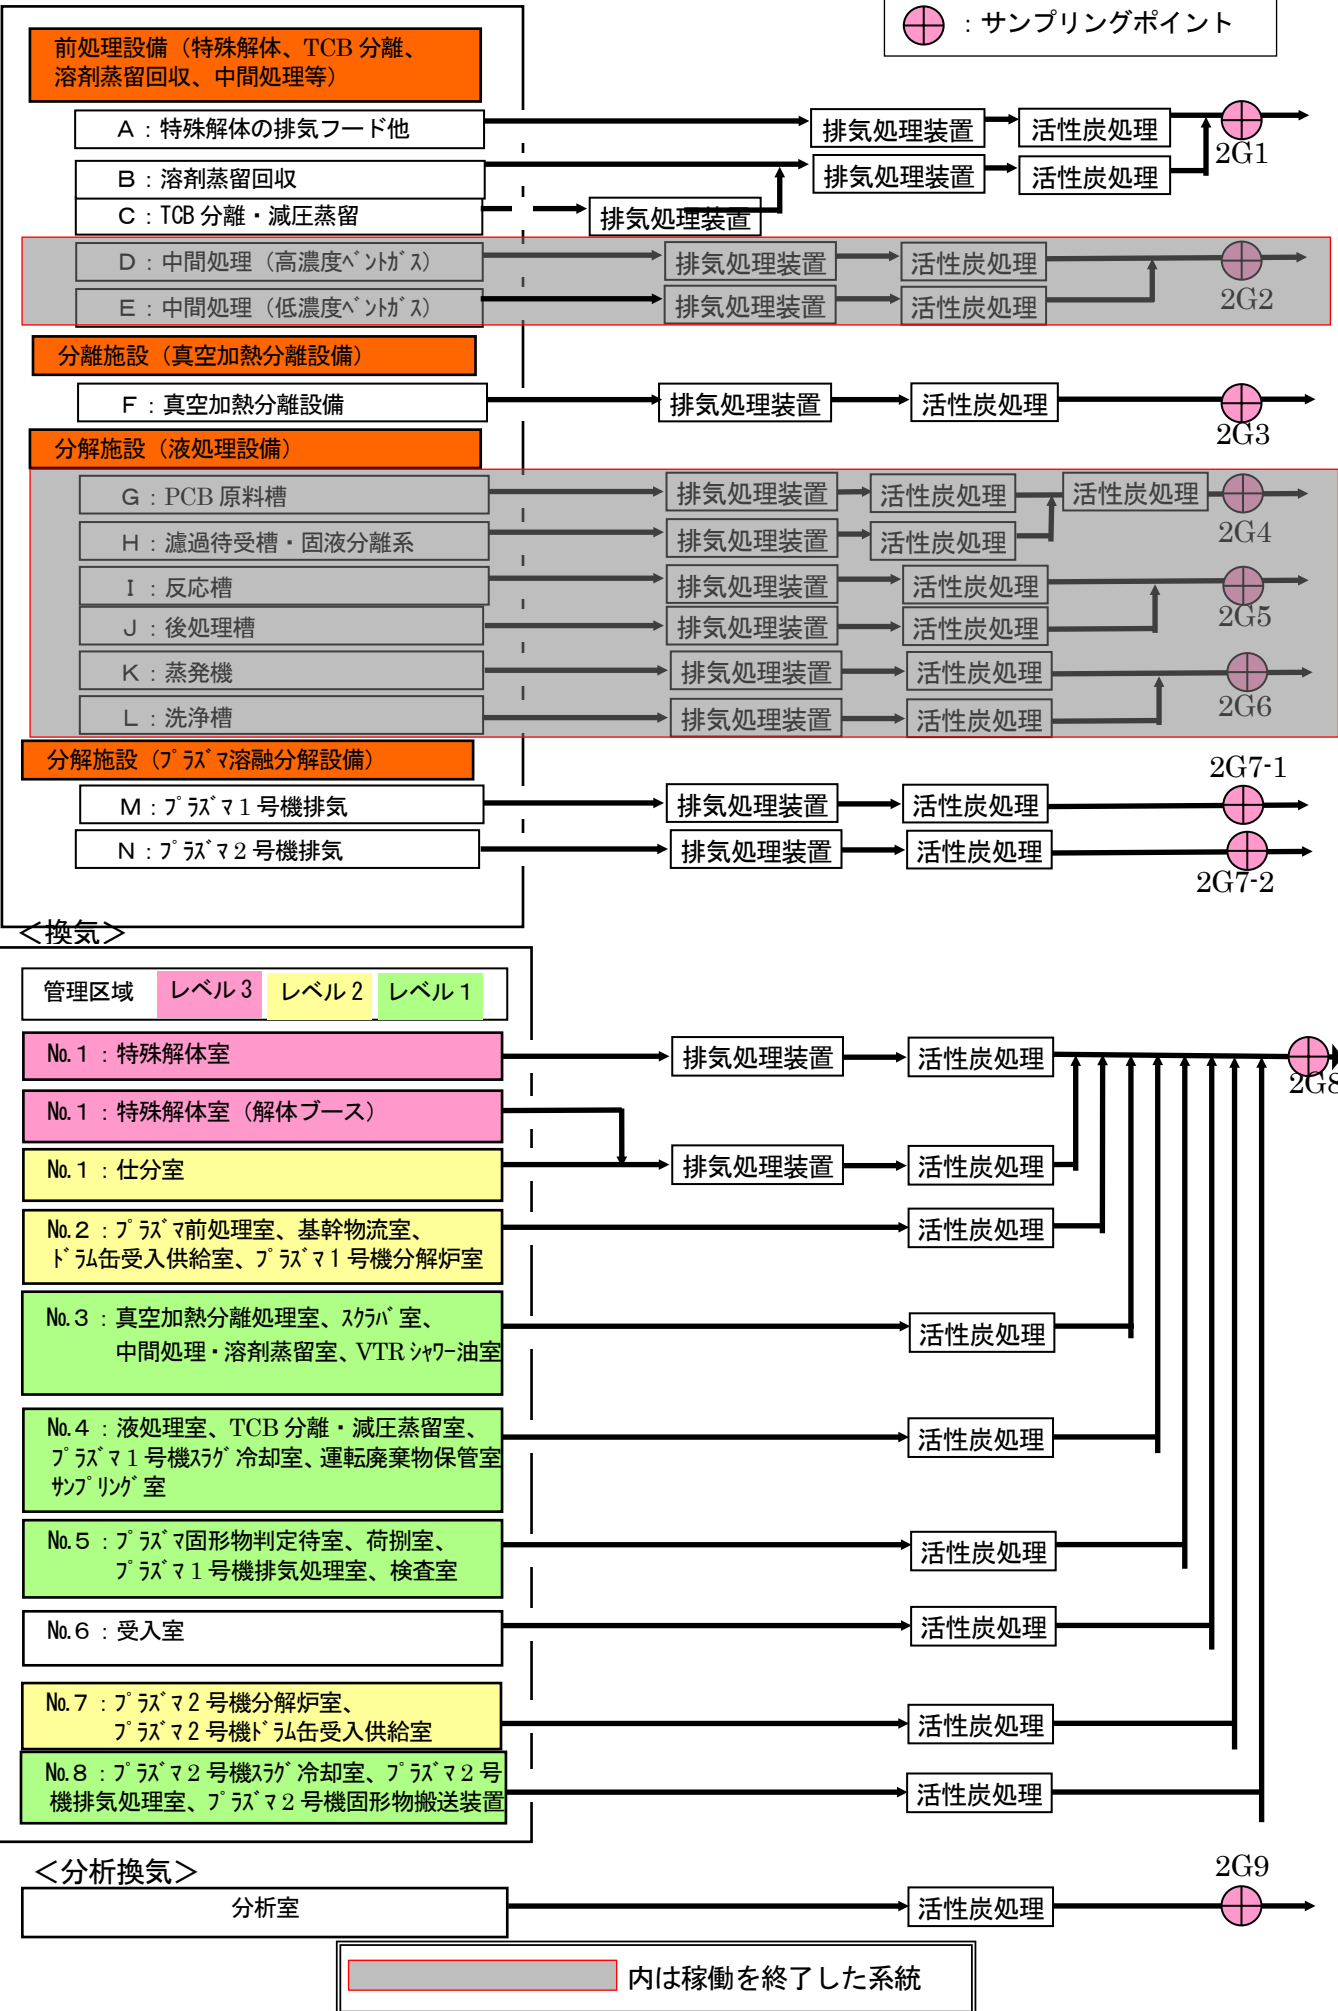 ：サンプリングポイント
前処理設備（特殊解体、TCB 分離、
溶剤蒸留回収、中間処理等）
A：特殊解体の排気フード他
排気処理装置
活性炭処理
2G1
B：溶剤蒸留回収
排気処理装置
活性炭処理
C：TCB 分離・減圧蒸留
排気処理装置
D：中間処理（高濃度ﾍﾞﾝﾄｶﾞｽ）
排気処理装置
活性炭処理
2G2
E：中間処理（低濃度ﾍﾞﾝﾄｶﾞｽ）
排気処理装置
活性炭処理
分離施設（真空加熱分離設備）
F：真空加熱分離設備
排気処理装置
活性炭処理
2G3
分解施設（液処理設備）
G：PCB 原料槽
排気処理装置
活性炭処理
活性炭処理
2G4
H：濾過待受槽・固液分離系
排気処理装置
活性炭処理
I：反応槽
排気処理装置
活性炭処理
2G5
J：後処理槽
排気処理装置
活性炭処理
K：蒸発機
排気処理装置
活性炭処理
2G6
L：洗浄槽
排気処理装置
活性炭処理
分解施設（ﾌﾟﾗｽﾞﾏ溶融分解設備）
2G7-1
M：ﾌﾟﾗｽﾞﾏ 1 号機排気
排気処理装置
活性炭処理
N：ﾌﾟﾗｽﾞﾏ 2 号機排気
排気処理装置
活性炭処理
2G7-2
＜換気＞
管理区域
レベル 3
レベル 2
レベル 1
No.1：特殊解体室
排気処理装置
活性炭処理
2G8
No.1：特殊解体室（解体ブース）
No.1：仕分室
排気処理装置
活性炭処理
No.2：ﾌﾟﾗｽﾞﾏ前処理室、基幹物流室、
ﾄﾞﾗﾑ缶受入供給室、ﾌﾟﾗｽﾞﾏ 1 号機分解炉室
活性炭処理
No.3：真空加熱分離処理室、ｽｸﾗﾊﾞ室、
中間処理・溶剤蒸留室、VTR ｼｬﾜｰ油室
活性炭処理
No.4：液処理室、TCB 分離・減圧蒸留室、
ﾌﾟﾗｽﾞﾏ 1 号機ｽﾗｸﾞ冷却室、運転廃棄物保管室
ｻﾝﾌﾟﾘﾝｸﾞ室
活性炭処理
No.5：ﾌﾟﾗｽﾞﾏ固形物判定待室、荷捌室、
ﾌﾟﾗｽﾞﾏ 1 号機排気処理室、検査室
活性炭処理
No.6：受入室
活性炭処理
No.7：ﾌﾟﾗｽﾞﾏ 2 号機分解炉室、
ﾌﾟﾗｽﾞﾏ 2 号機ﾄﾞﾗﾑ缶受入供給室
活性炭処理
No.8：ﾌﾟﾗｽﾞﾏ 2 号機ｽﾗｸﾞ冷却室、ﾌﾟﾗｽﾞﾏ 2 号
機排気処理室、ﾌﾟﾗｽﾞﾏ 2 号機固形物搬送装置
活性炭処理
＜分析換気＞
2G9
分析室
活性炭処理
内は稼働を終了した系統